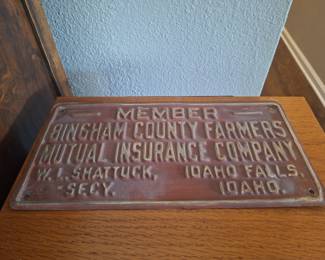 MEMBER
BINGHAM COUNTY FARMERS
MUTUAL INSURANCE COMPANY
W. L. SHATTUCK, IDAHO FALLS,
SECY. IDAHO.